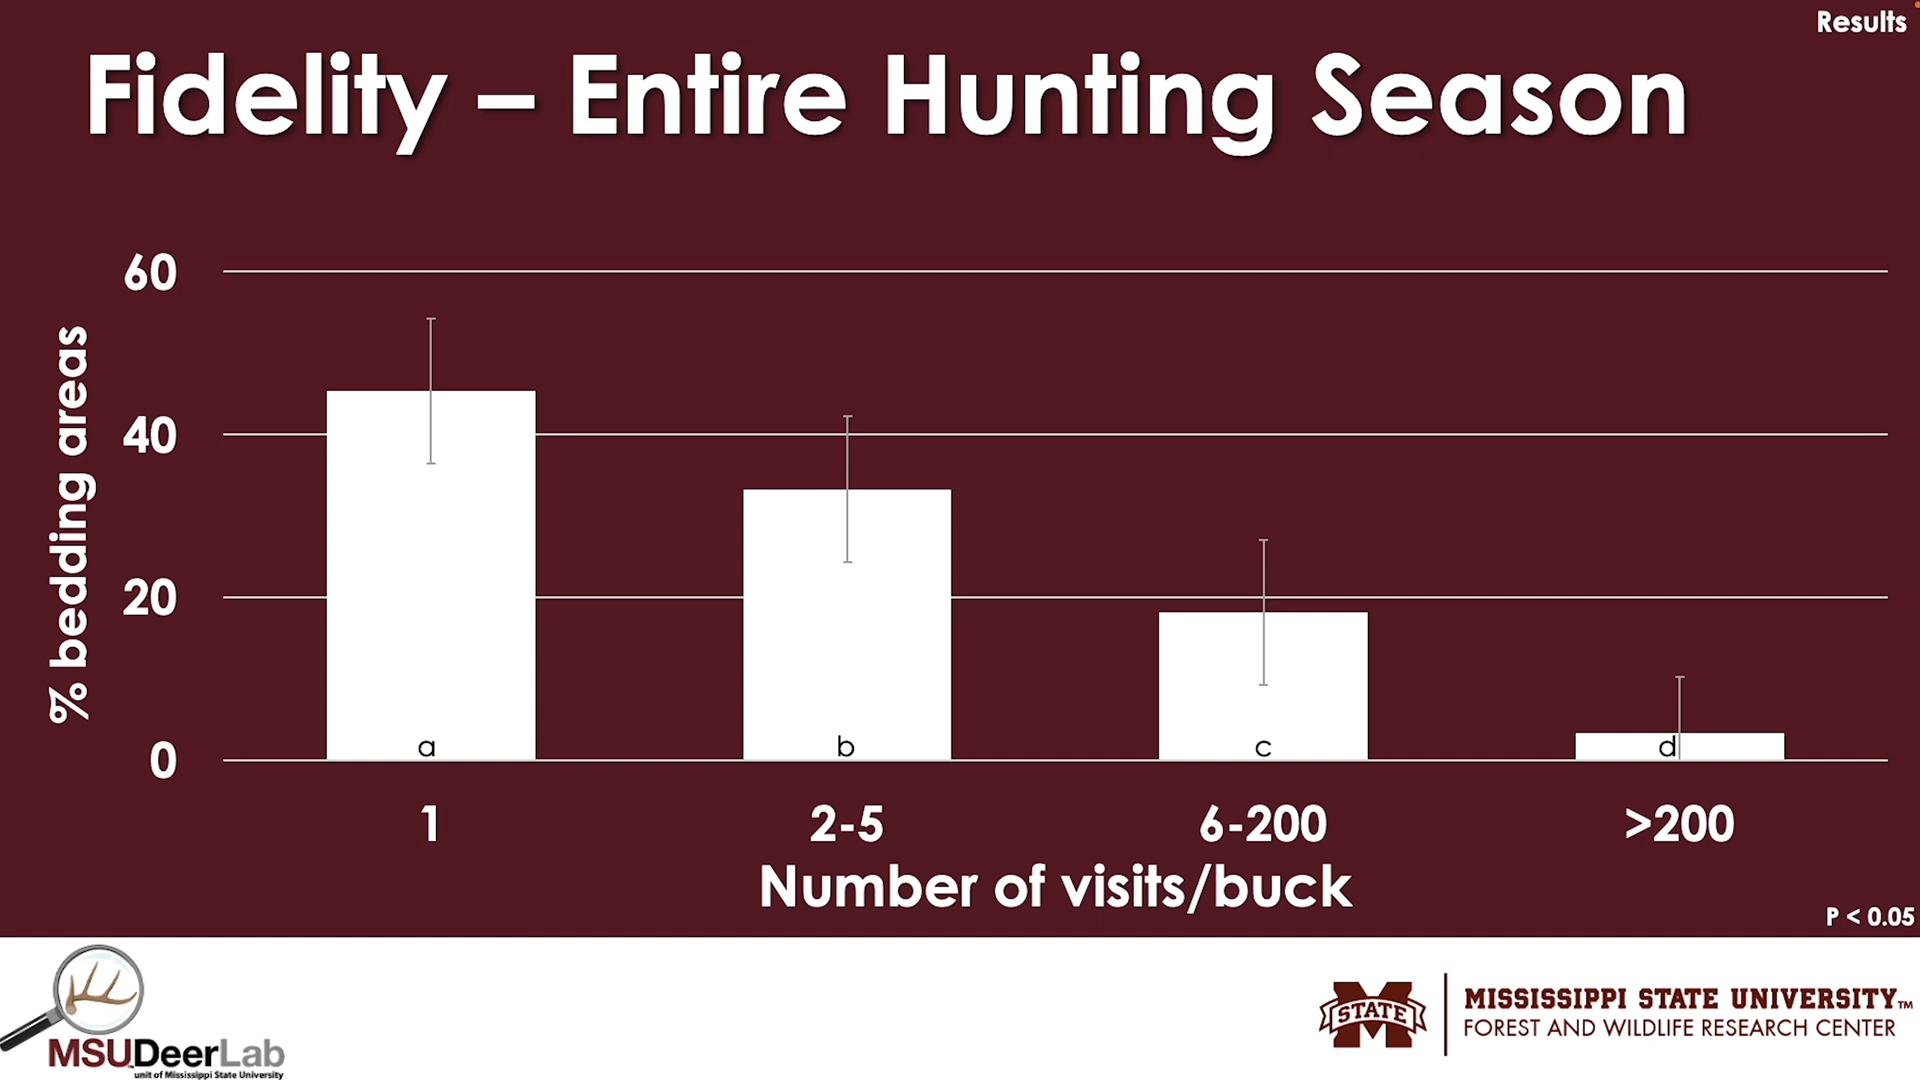 Results
Fidelity – Entire Hunting Season
60
40
20
0
% bedding areas
a
b
c
d
1
2-5
6-200
>200
Number of visits/buck
P < 0.05
MSUDeerLab
unit of Mississippi State University
STATE
MISSISSIPPI STATE UNIVERSITY™
FOREST AND WILDLIFE RESEARCH CENTER